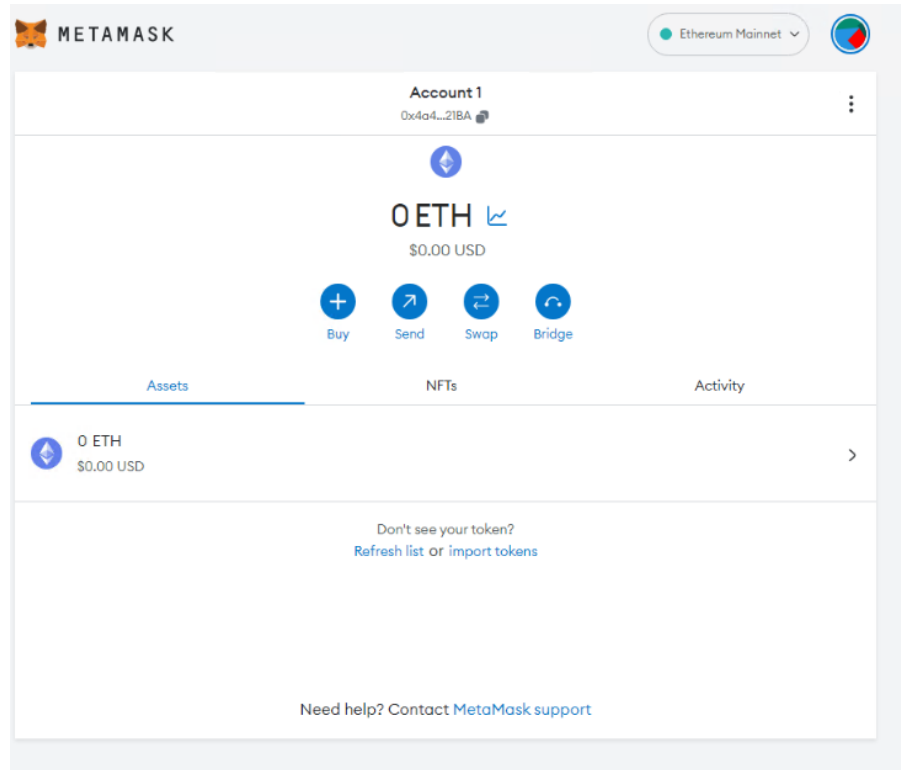 METAMASK
Ethereum Mainnet
Account 1
0x4a4...21BA
0 ETH
$0.00 USD
Buy Send Swap Bridge
Assets NFTs Activity
0 ETH
$0.00 USD
Don't see your token?
Refresh list or import tokens
Need help? Contact MetaMask support